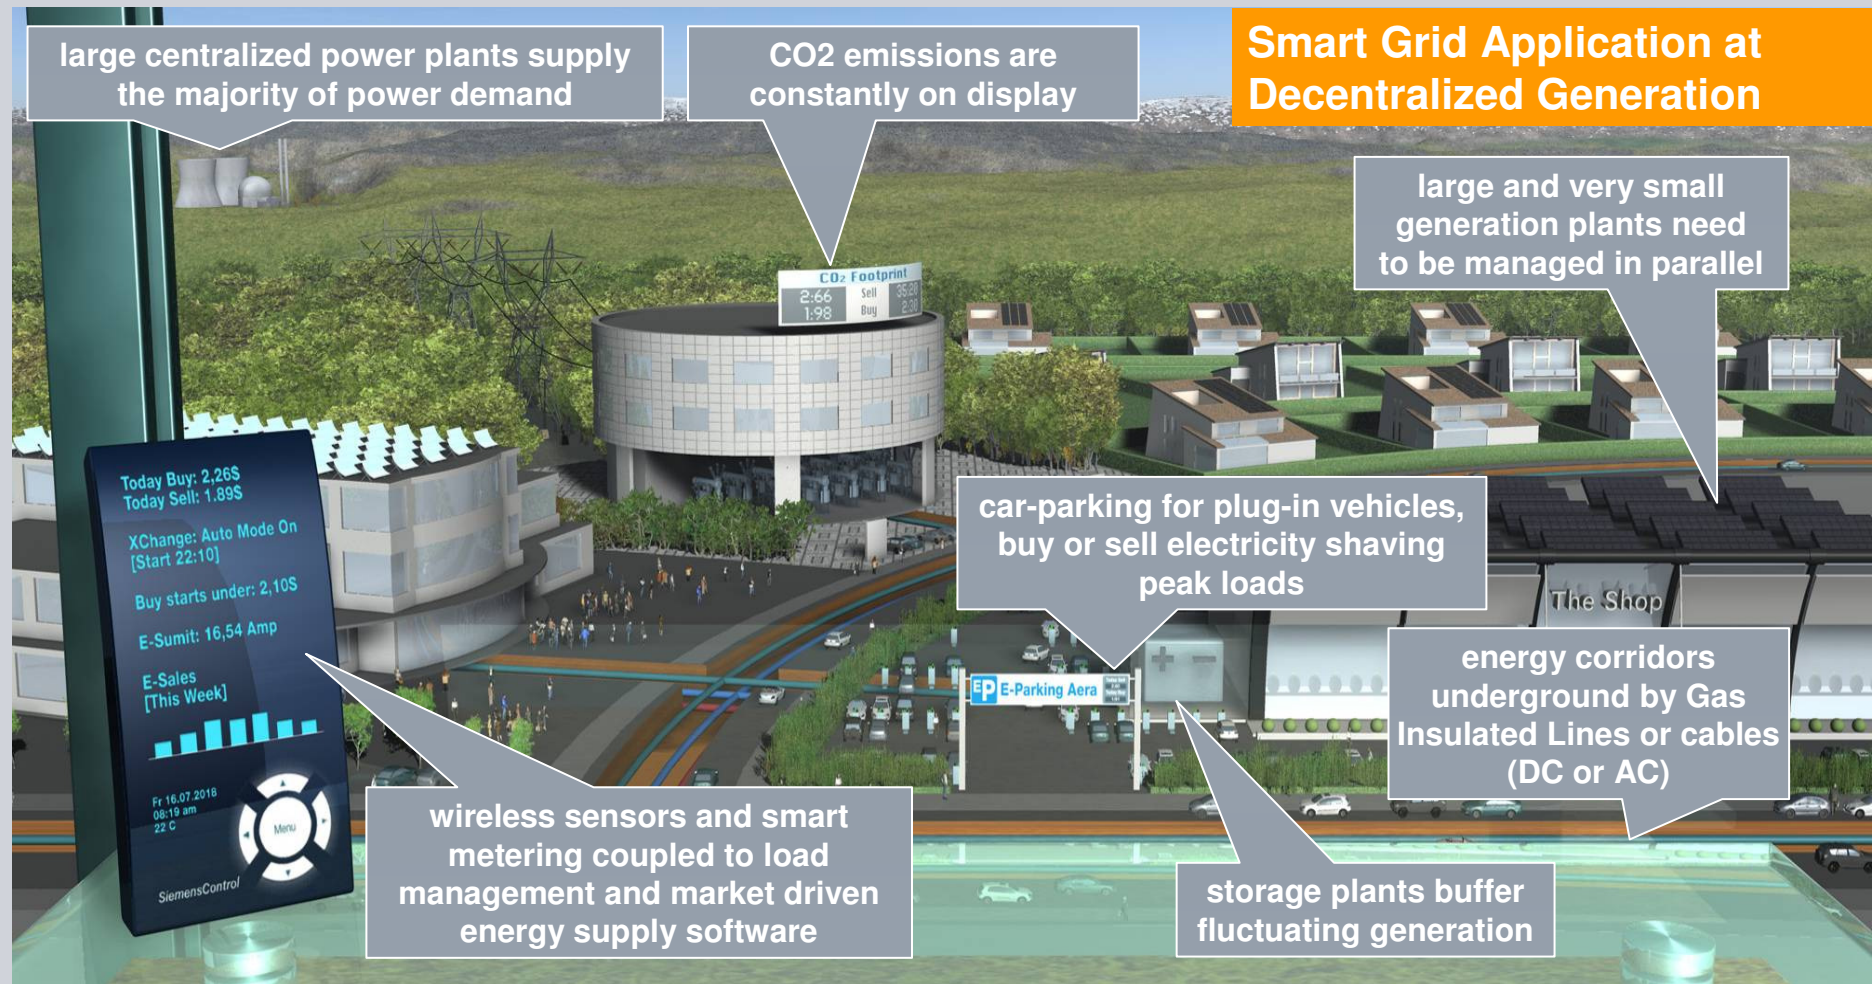 large centralized power plants supply
the majority of power demand
CO2 emissions are
constantly on display
Smart Grid Application at
Decentralized Generation
large and very small
generation plants need
to be managed in parallel
CO2 Footprint
2:66 Sell 35:20
1:98 Buy 2:30
Today Buy: 2,26$
Today Sell: 1.89$
XChange: Auto Mode On
[Start 22:10]
Buy starts under: 2,10$
E-Sumit: 16,54 Amp
E-Sales
[This Week]
Fr 16.07.2018
08:19 am
22 C
Menu
SiemensControl
car-parking for plug-in vehicles,
buy or sell electricity shaving
peak loads
The Shop
energy corridors
underground by Gas
Insulated Lines or cables
(DC or AC)
+ -
EP E-Parking Aera
wireless sensors and smart
metering coupled to load
management and market driven
energy supply software
storage plants buffer
fluctuating generation